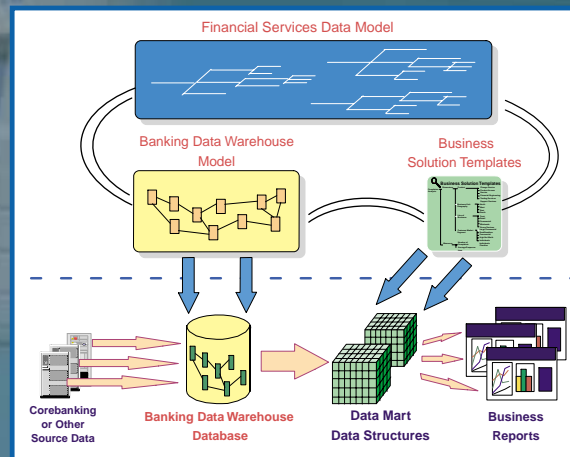 Financial Services Data Model
Banking Data Warehouse
Model
Business
Solution Templates
Business Solution Templates
Corebanking
or Other
Source Data
Banking Data Warehouse
Database
Data Mart
Data Structures
Business
Reports